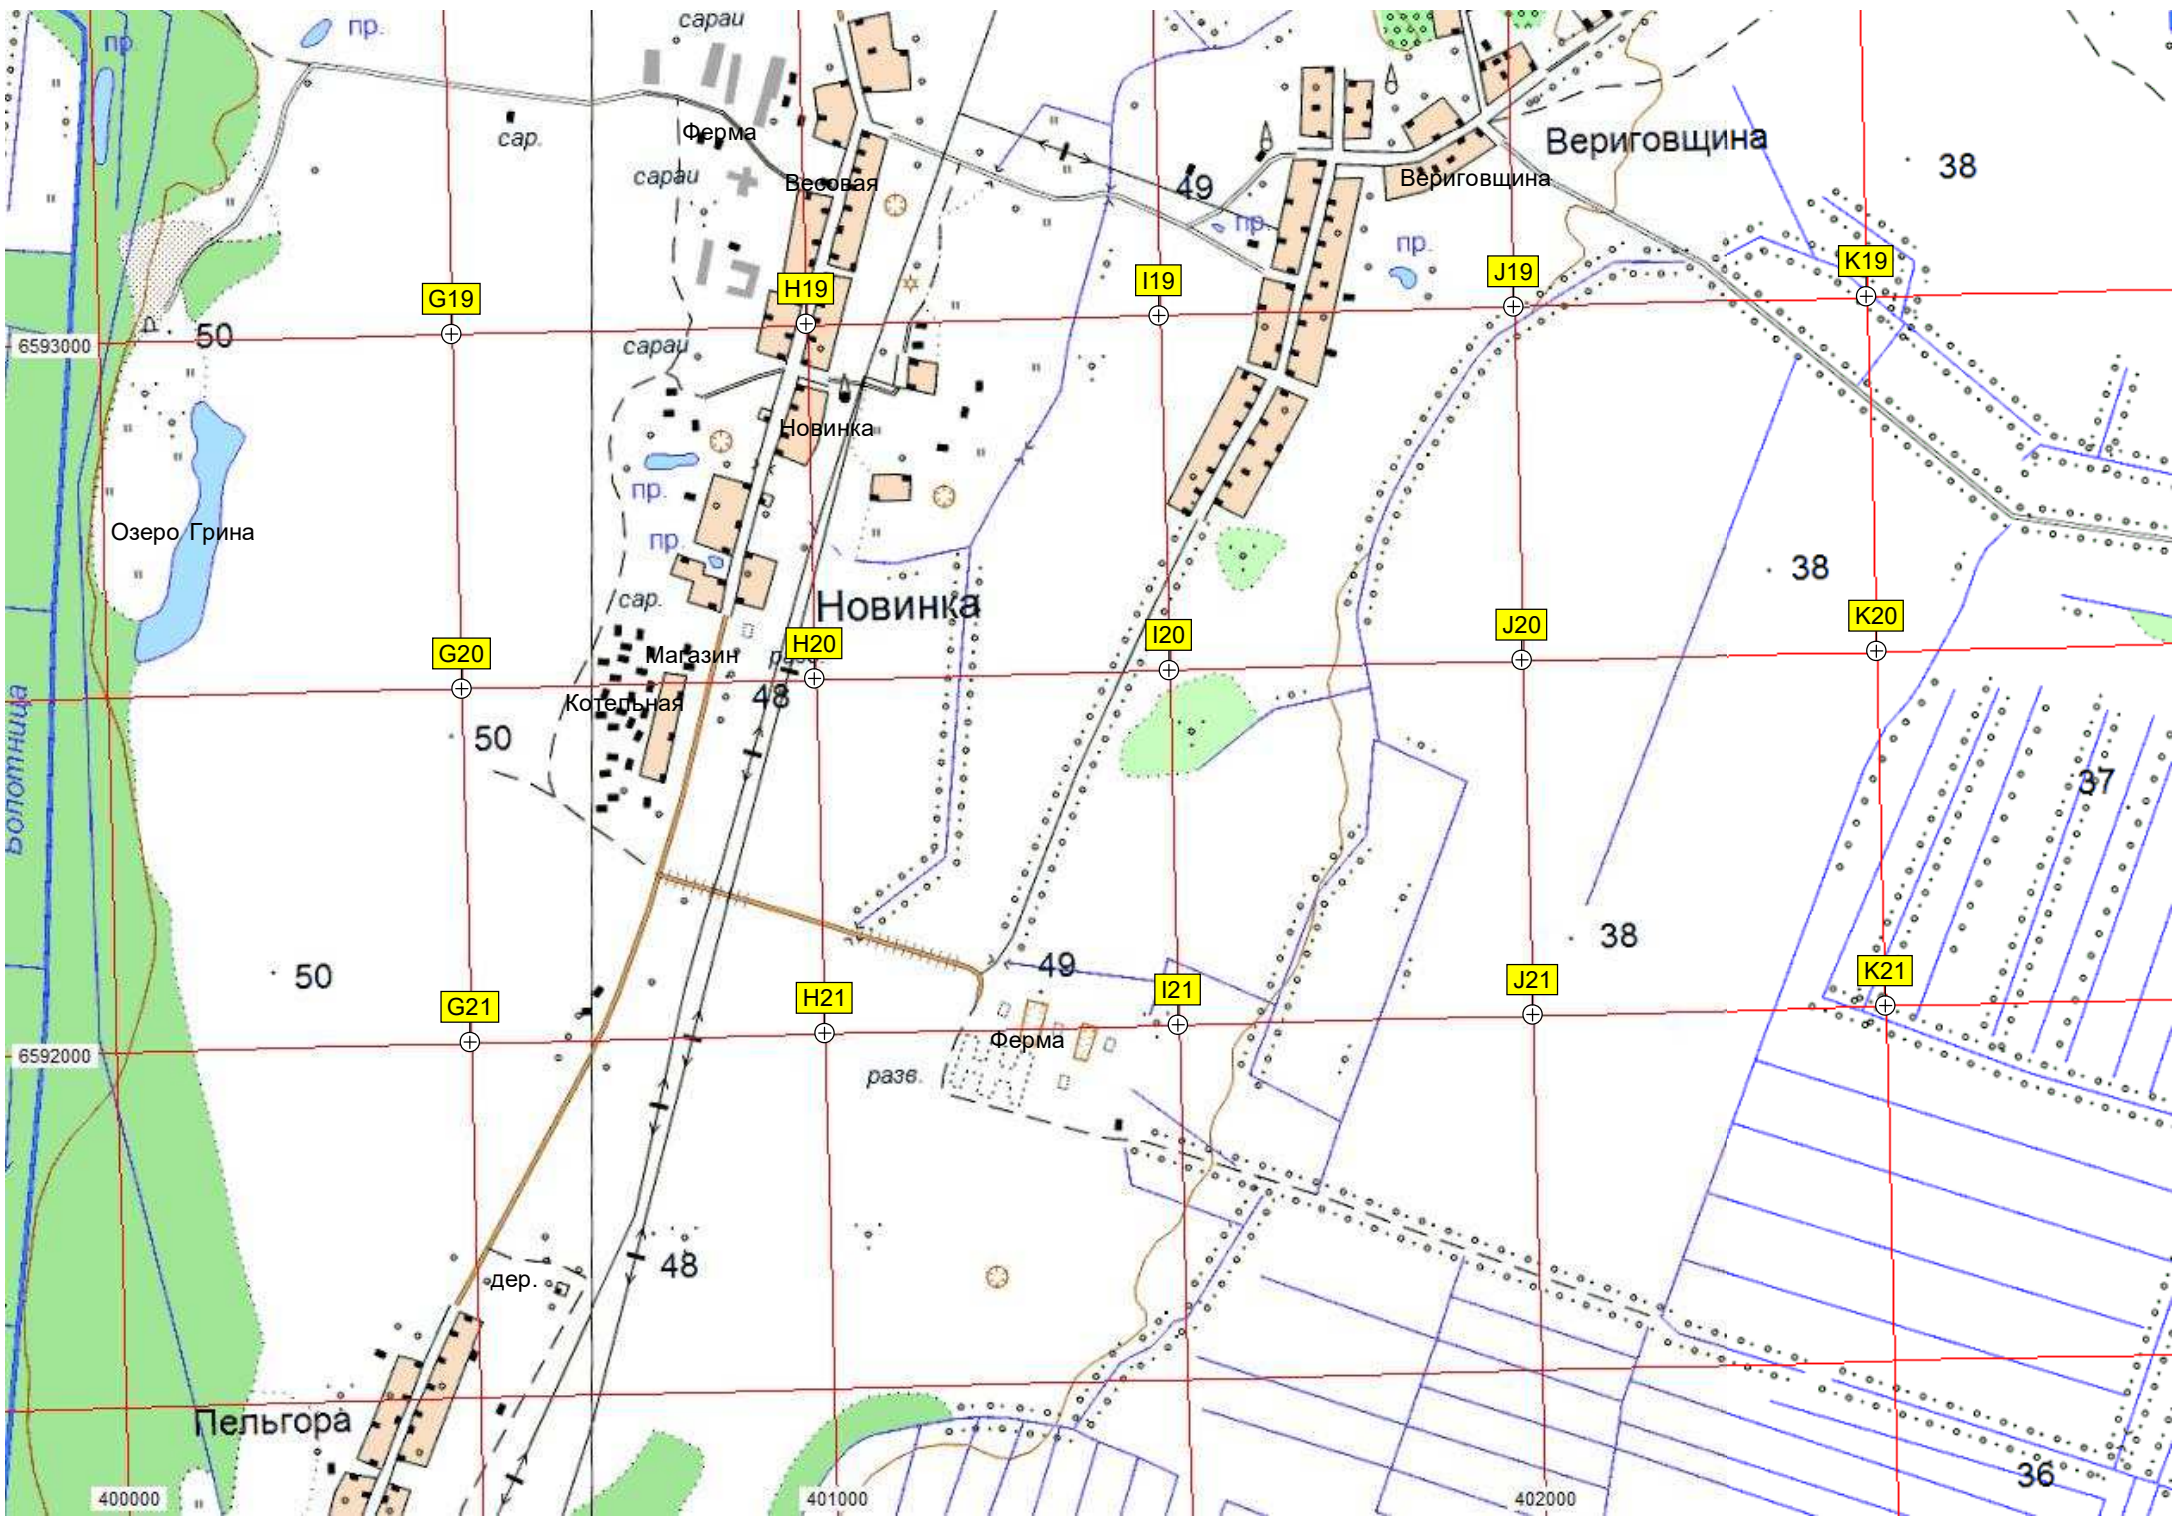 сараи
пр.
пр.
сар.
Ферма
Вериговщина
38
сараи
Весовая
49
Вериговщина
пр.
пр.
K19
J19
I19
H19
G19
50
6593000
сараи
Новинка
пр.
Озеро Грина
пр.
38
сар.
Новинка
K20
J20
I20
H20
G20
Магазин
48
Котельная
Болотница
50
37
38
50
49
K21
J21
I21
H21
G21
Ферма
6592000
разв.
48
дер.
Пельгора
36
400000
401000
402000